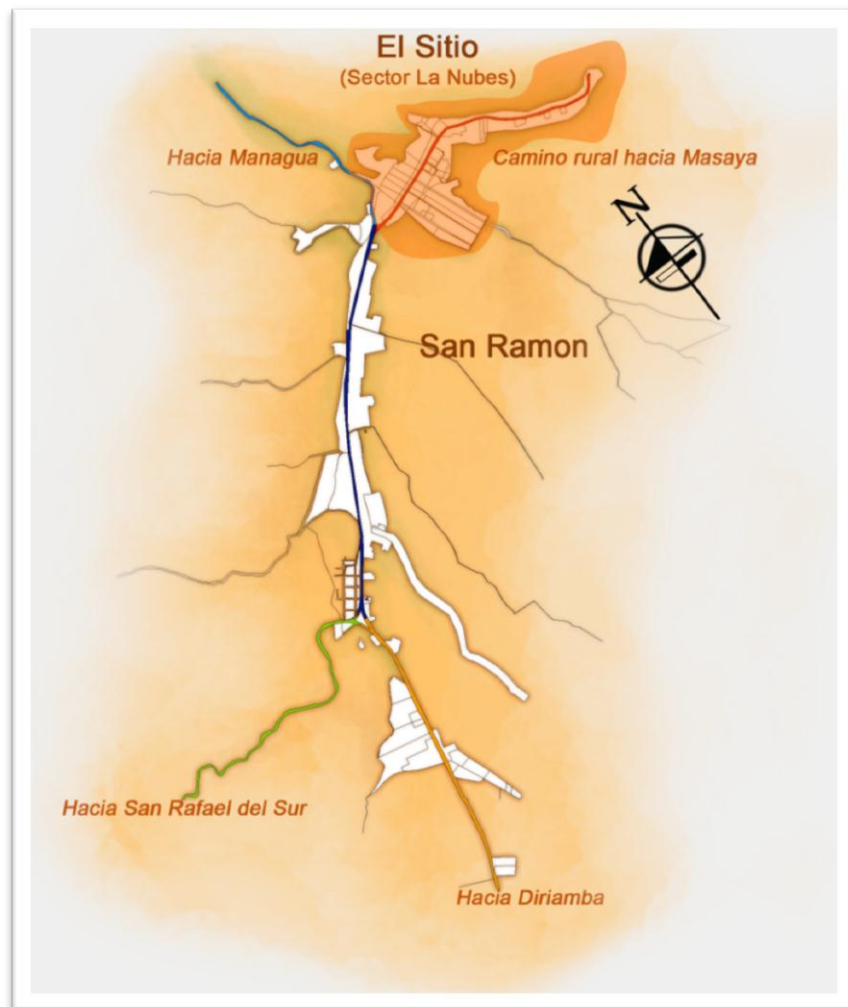 El Sitio
(Sector La Nubes)
Hacia Managua
Camino rural hacia Masaya
N
San Ramon
Hacia San Rafael del Sur
Hacia Diriamba